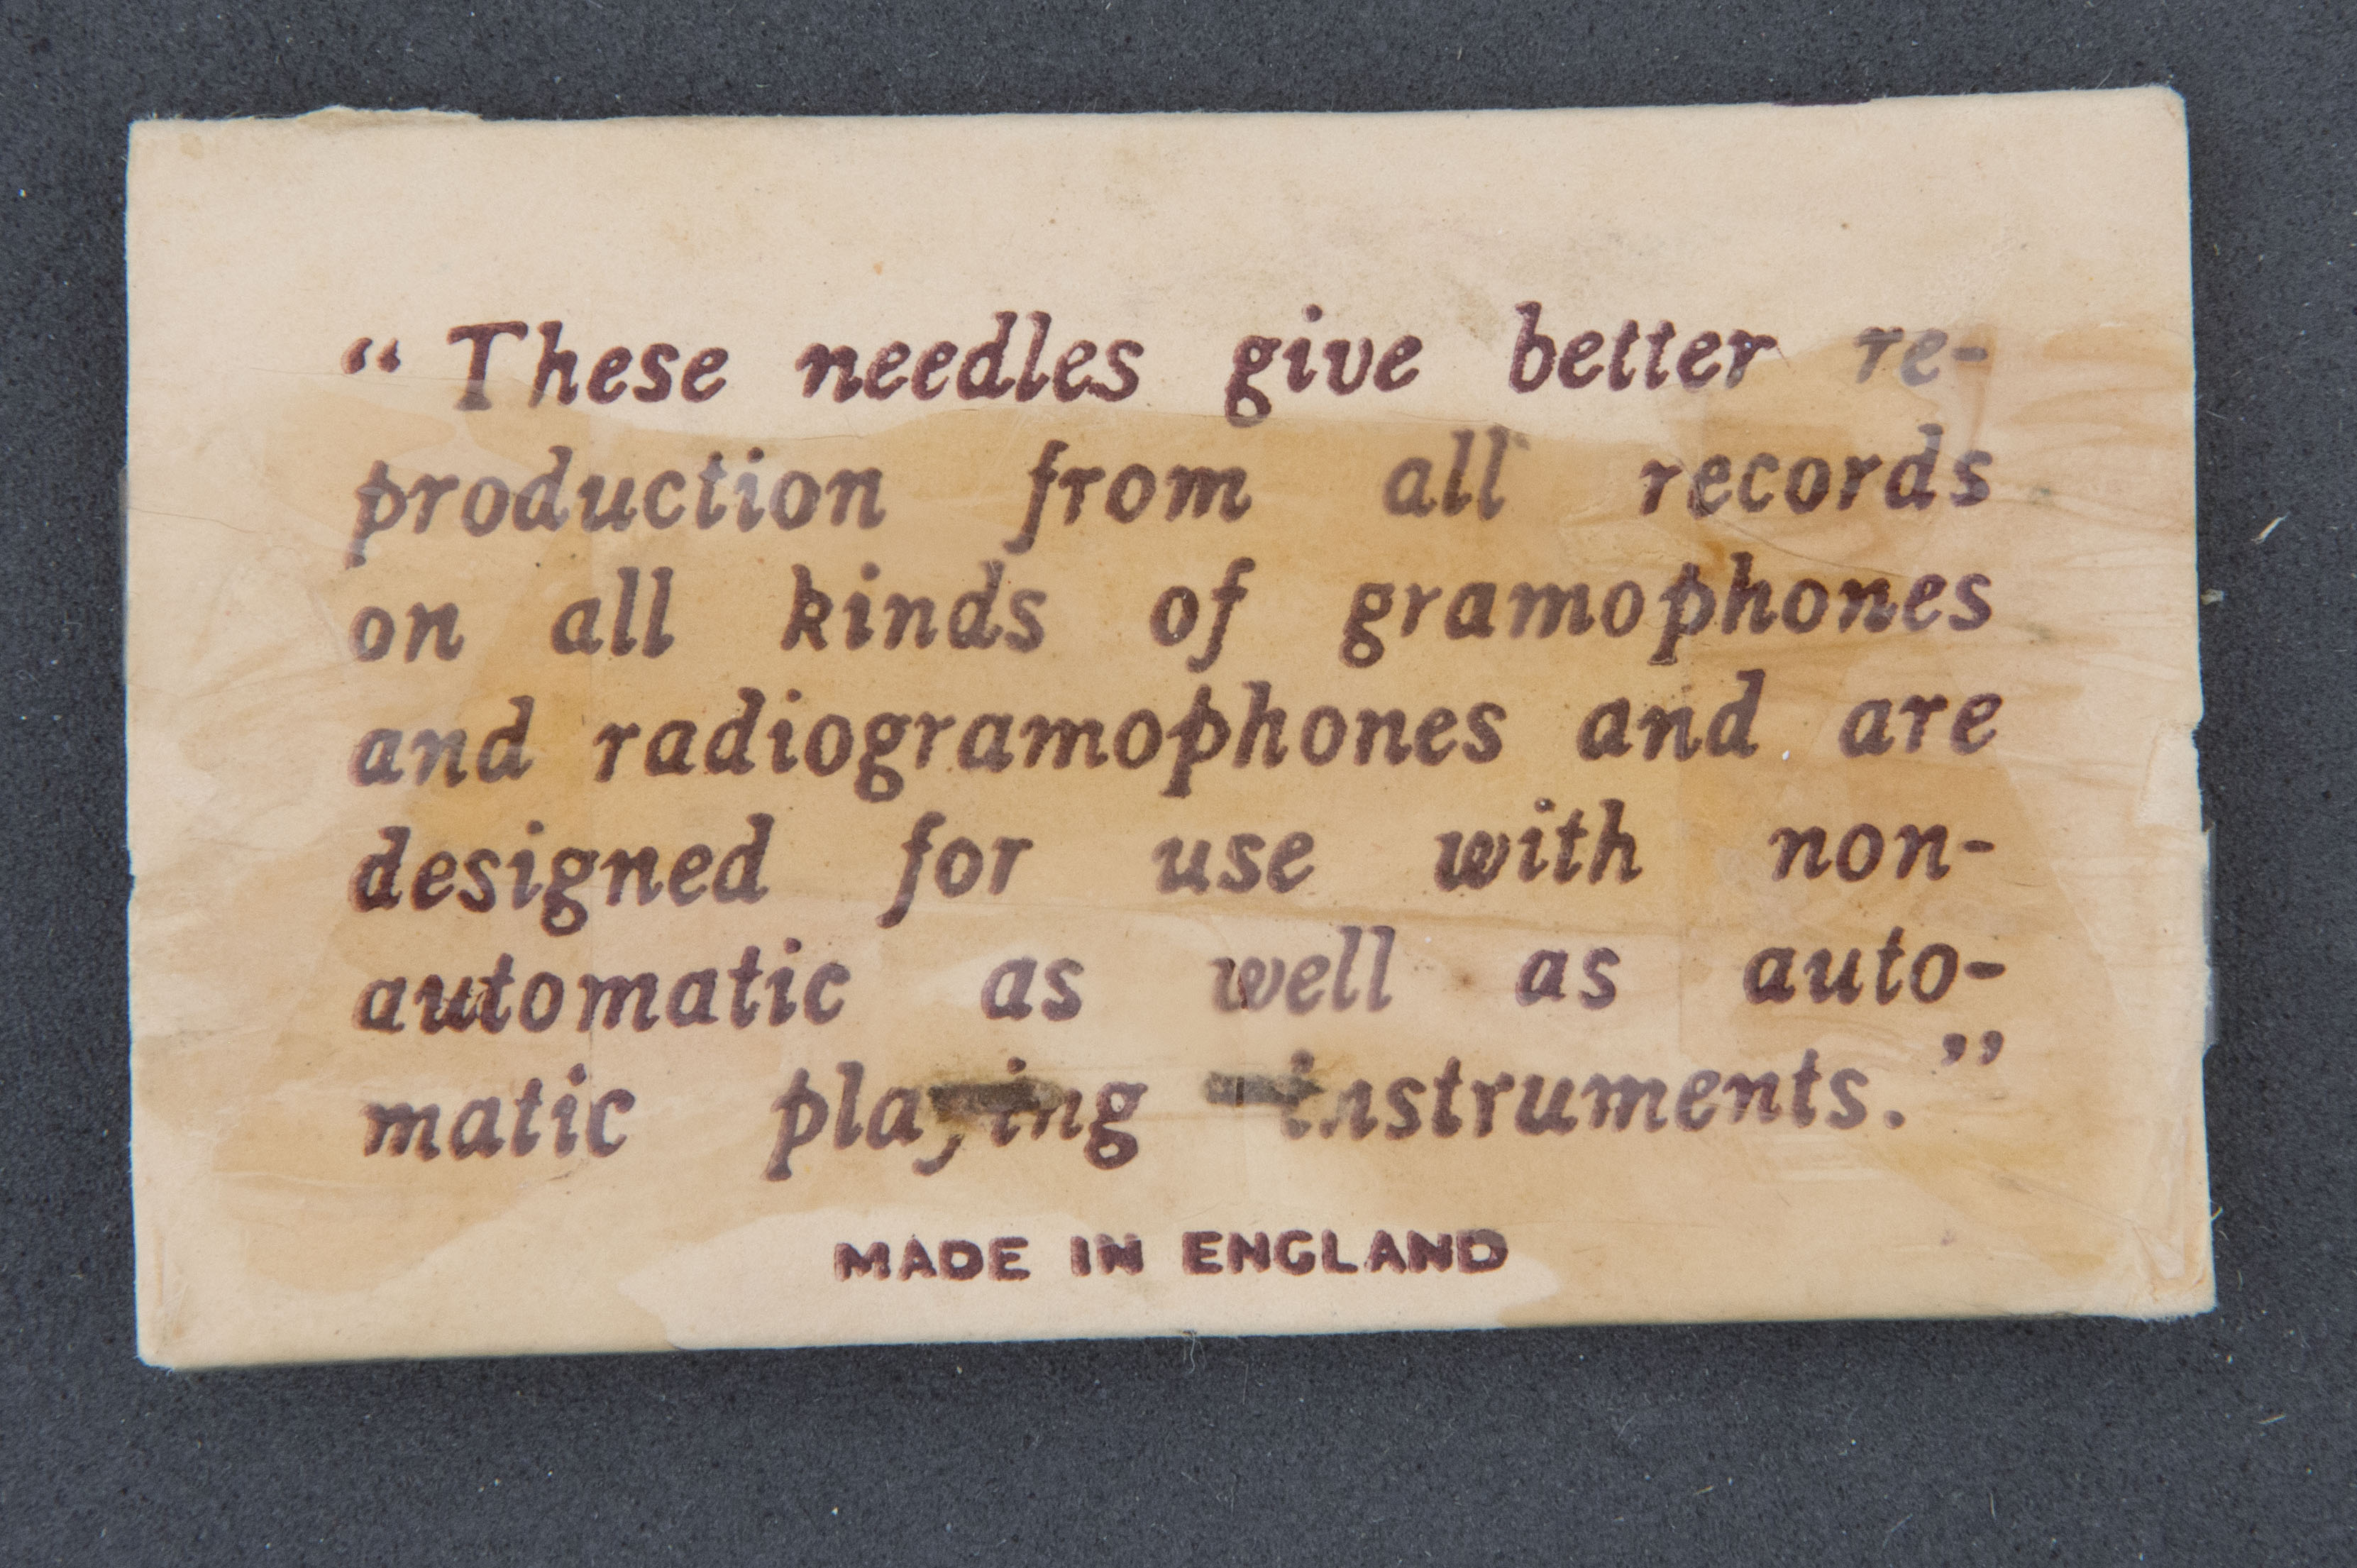 “ These needles give better re-
production from all records
on all kinds of gramophones
and radiogramophones and are
designed for use with non-
automatic as well as auto-
matic playing instruments.”
MADE IN ENGLAND